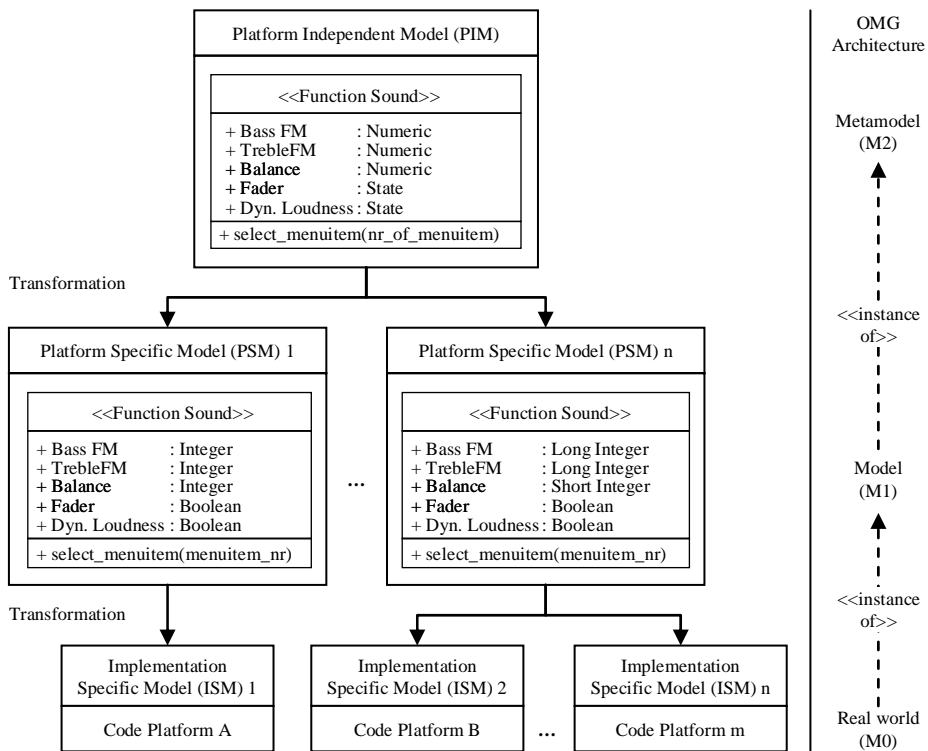 Platform Independent Model (PIM)
<<Function Sound>>
+ Bass FM : Numeric
+ TrebleFM : Numeric
+ Balance : Numeric
+ Fader : State
+ Dyn. Loudness : State
+ select_menuitem(nr_of_menuitem)
Transformation
Platform Specific Model (PSM) 1
<<Function Sound>>
+ Bass FM : Integer
+ TrebleFM : Integer
+ Balance : Integer
+ Fader : Boolean
+ Dyn. Loudness : Boolean
+ select_menuitem(menuitem_nr)
...
Platform Specific Model (PSM) n
<<Function Sound>>
+ Bass FM : Long Integer
+ TrebleFM : Long Integer
+ Balance : Short Integer
+ Fader : Boolean
+ Dyn. Loudness : Boolean
+ select_menuitem(menuitem_nr)
Transformation
Implementation
Specific Model (ISM) 1
Code Platform A
Implementation
Specific Model (ISM) 2
Code Platform B
...
Implementation
Specific Model (ISM) n
Code Platform m
OMG
Architecture
Metamodel
(M2)
<<instance
of>>
Model
(M1)
<<instance
of>>
Real world
(M0)